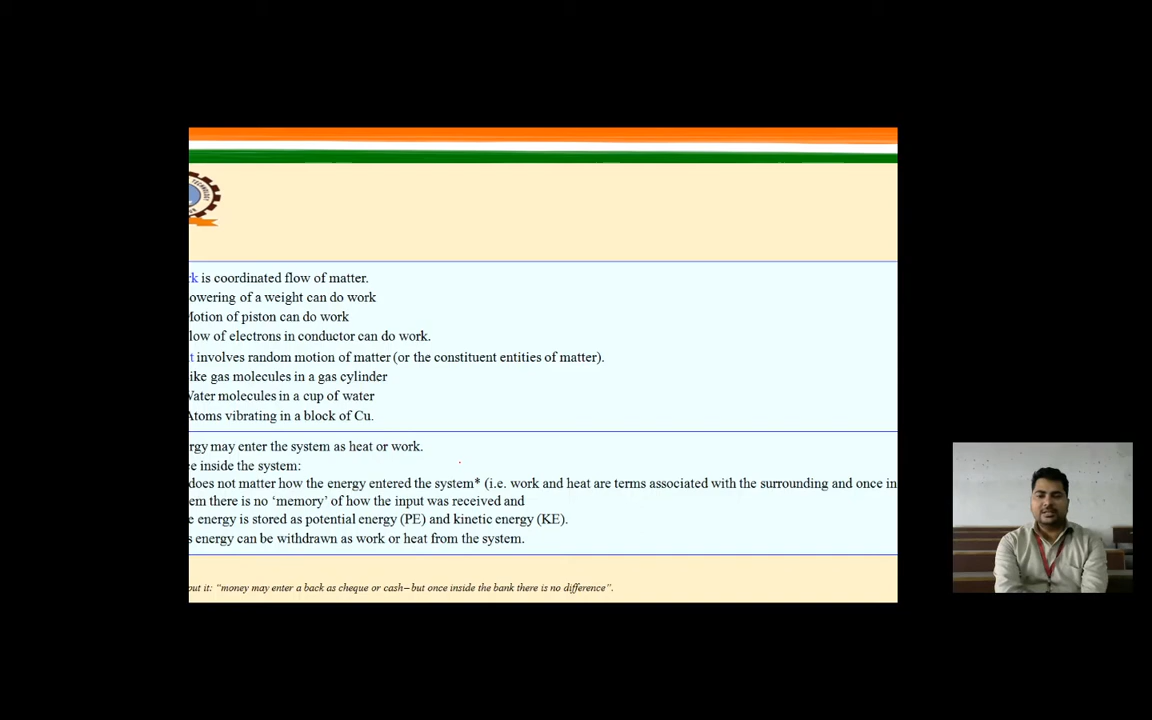 TECHNOLOGY
rk is coordinated flow of matter.
owering of a weight can do work
Motion of piston can do work
low of electrons in conductor can do work.
t involves random motion of matter (or the constituent entities of matter).
ike gas molecules in a gas cylinder
Water molecules in a cup of water
Atoms vibrating in a block of Cu.
rgy may enter the system as heat or work.
e inside the system:
does not matter how the energy entered the system* (i.e. work and heat are terms associated with the surrounding and once in
em there is no ‘memory’ of how the input was received and
e energy is stored as potential energy (PE) and kinetic energy (KE).
s energy can be withdrawn as work or heat from the system.
put it: “money may enter a back as cheque or cash–but once inside the bank there is no difference”.